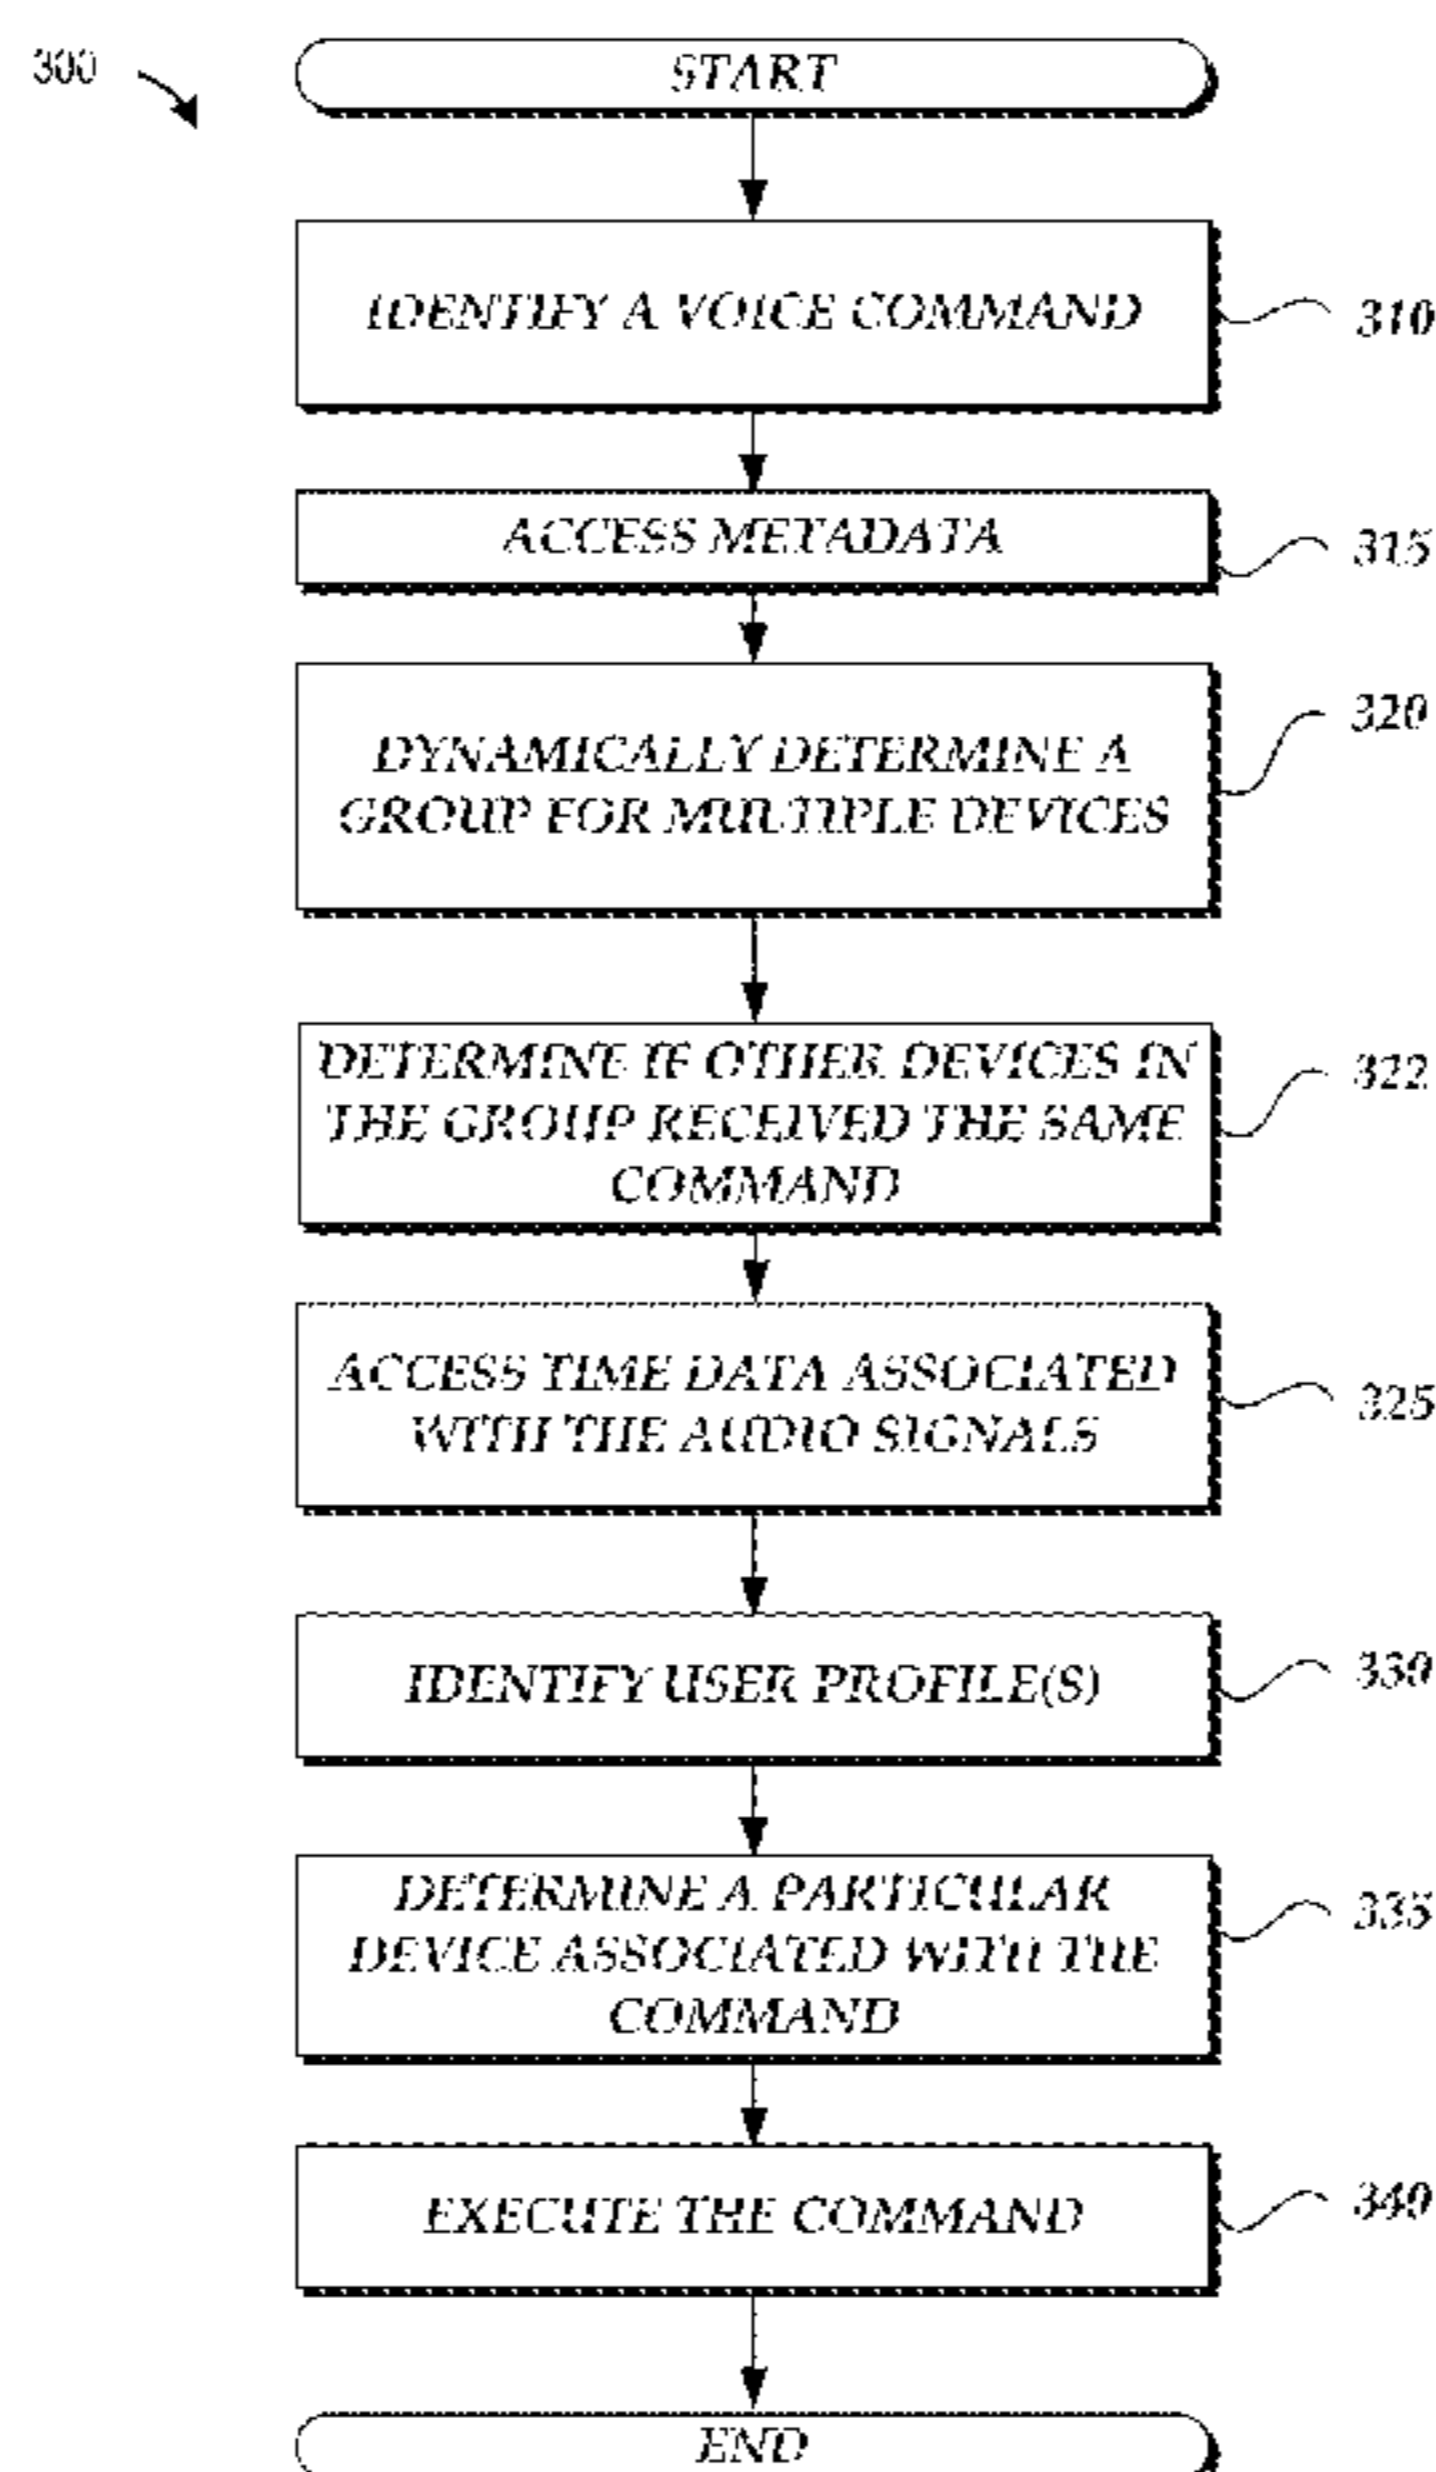 300
START
IDENTIFY A VOICE COMMAND
310
ACCESS METADATA
315
DYNAMICALLY DETERMINE A
GROUP FOR MULTIPLE DEVICES
320
DETERMINE IF OTHER DEVICES IN
THE GROUP RECEIVED THE SAME
COMMAND
322
ACCESS TIME DATA ASSOCIATED
WITH THE AUDIO SIGNALS
325
IDENTIFY USER PROFILE(S)
330
DETERMINE A PARTICULAR
DEVICE ASSOCIATED WITH THE
COMMAND
335
EXECUTE THE COMMAND
340
END